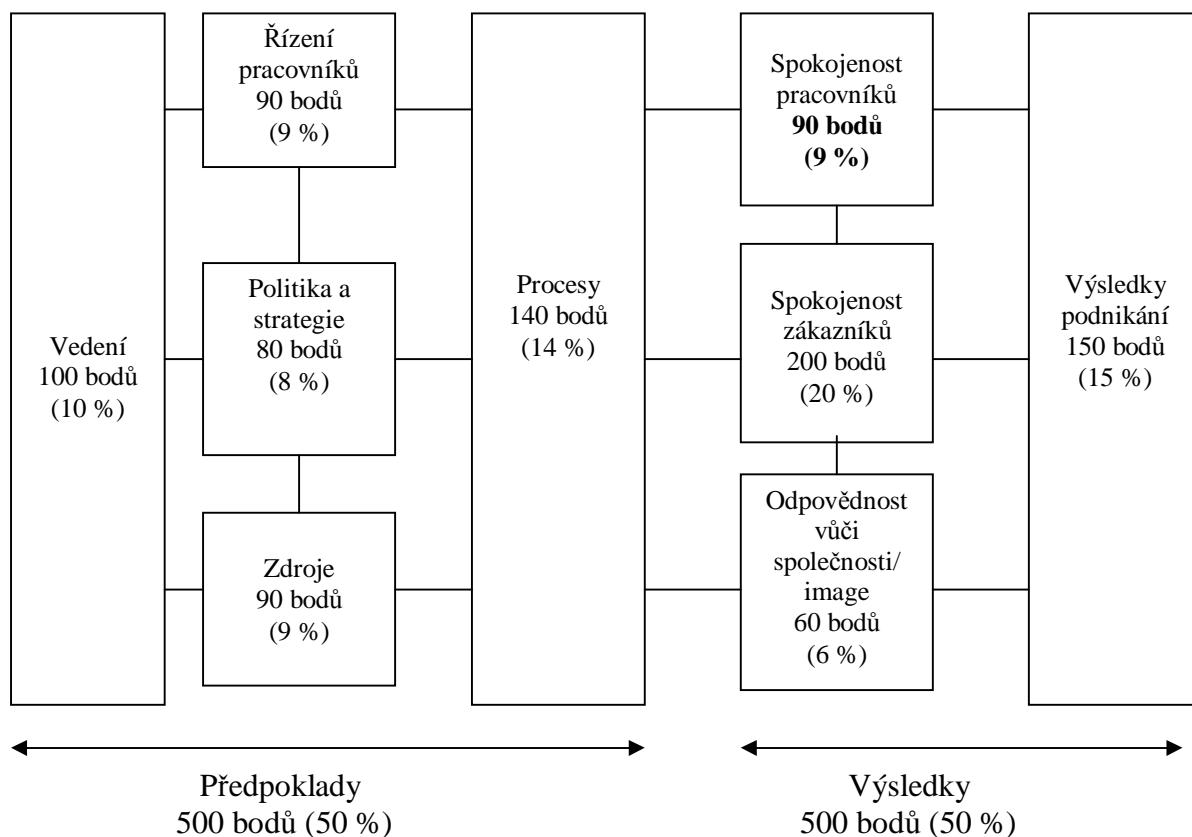 Vedení
100 bodů
(10 %)
Řízení
pracovníků
90 bodů
(9 %)
Politika a
strategie
80 bodů
(8 %)
Zdroje
90 bodů
(9 %)
Procesy
140 bodů
(14 %)
Spokojenost
pracovníků
90 bodů
(9 %)
Spokojenost
zákazníků
200 bodů
(20 %)
Odpovědnost
vůči
společnosti/
image
60 bodů
(6 %)
Výsledky
podnikání
150 bodů
(15 %)
Předpoklady
500 bodů (50 %)
Výsledky
500 bodů (50 %)